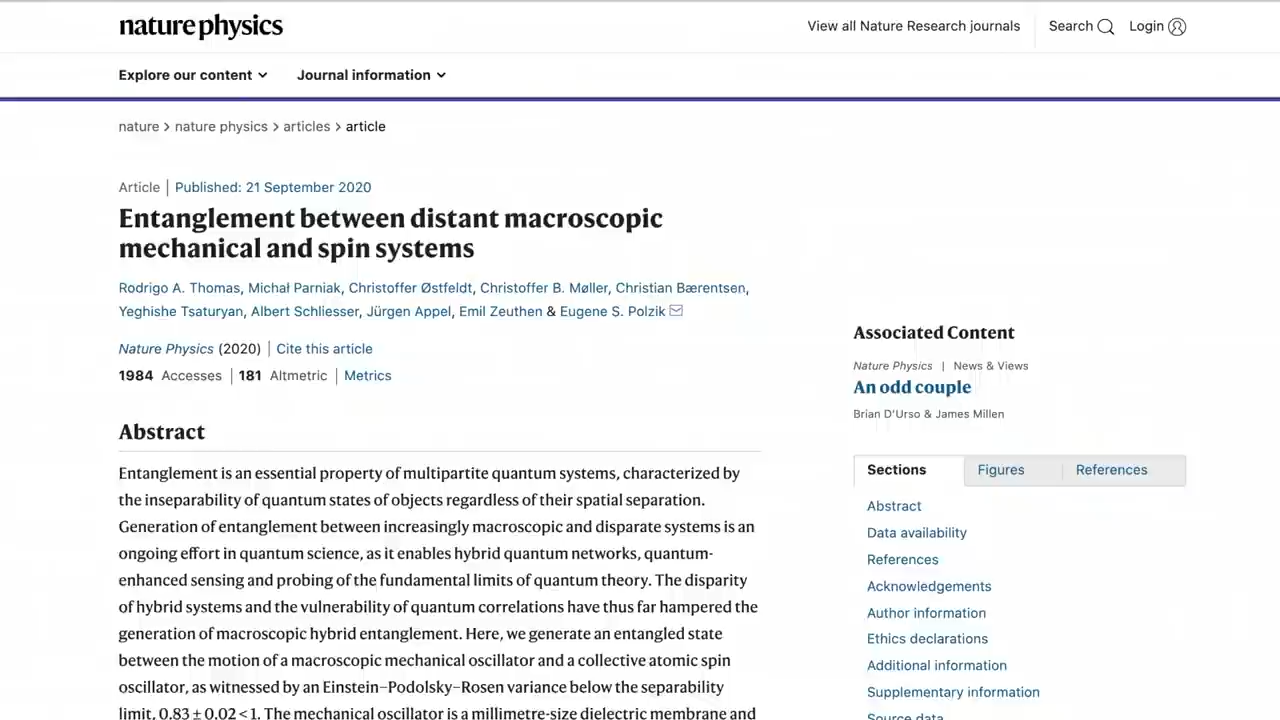 nature physics
View all Nature Research journals
Search
Login
Explore our content
Journal information
nature > nature physics > articles > article
Article | Published: 21 September 2020
Entanglement between distant macroscopic
mechanical and spin systems
Rodrigo A. Thomas, Michał Parniak, Christoffer Østfeldt, Christoffer B. Møller, Christian Bærentsen,
Yeghishe Tsaturyan, Albert Schliesser, Jürgen Appel, Emil Zeuthen & Eugene S. Polzik
Nature Physics (2020) | Cite this article
1984 Accesses | 181 Altmetric | Metrics
Abstract
Entanglement is an essential property of multipartite quantum systems, characterized by
the inseparability of quantum states of objects regardless of their spatial separation.
Generation of entanglement between increasingly macroscopic and disparate systems is an
ongoing effort in quantum science, as it enables hybrid quantum networks, quantum-
enhanced sensing and probing of the fundamental limits of quantum theory. The disparity
of hybrid systems and the vulnerability of quantum correlations have thus far hampered the
generation of macroscopic hybrid entanglement. Here, we generate an entangled state
between the motion of a macroscopic mechanical oscillator and a collective atomic spin
oscillator, as witnessed by an Einstein–Podolsky–Rosen variance below the separability
limit, 0.83 ± 0.02 < 1. The mechanical oscillator is a millimetre-size dielectric membrane and
Associated Content
Nature Physics | News & Views
An odd couple
Brian D'Urso & James Millen
Sections
Figures
References
Abstract
Data availability
References
Acknowledgements
Author information
Ethics declarations
Additional information
Supplementary information
Source data